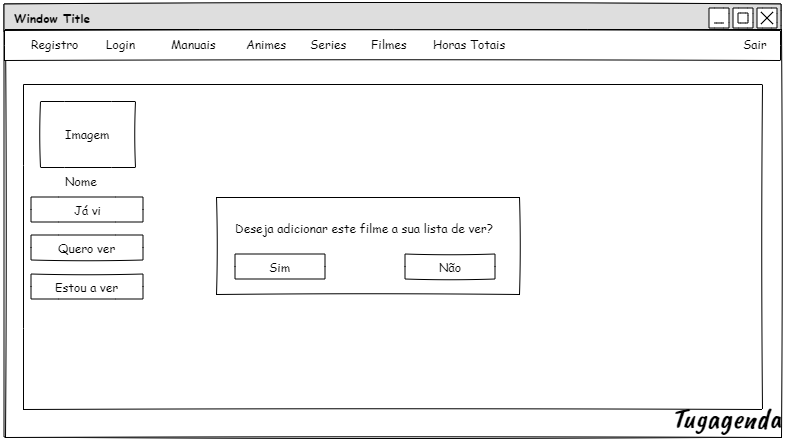 Window Title
Registro Login Manuais Animes Series Filmes Horas Totais Sair
Imagem
Nome
Já vi
Quero ver
Estou a ver
Deseja adicionar este filme a sua lista de ver?
Sim Não
Tugagenda